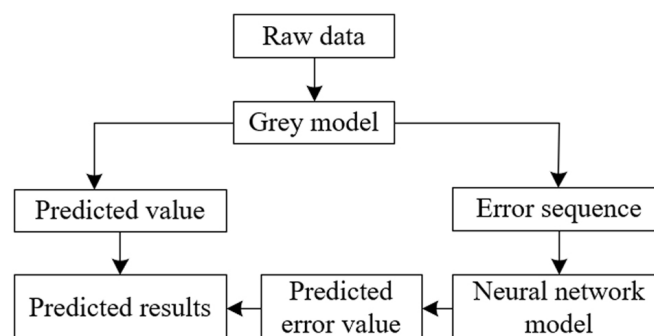 Raw data
Grey model
Predicted value
Error sequence
Predicted results
Predicted
error value
Neural network
model